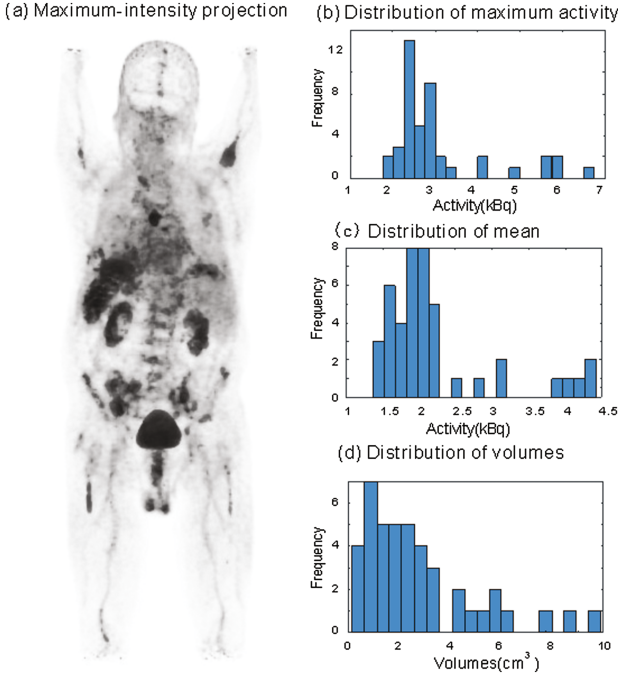 (a) Maximum-intensity projection
(b) Distribution of maximum activity
Frequency
12
8
4
0
1 2 3 4 5 6 7
Activity(kBq)
(c) Distribution of mean
Frequency
8
6
4
2
0
1 1.5 2 2.5 3 3.5 4 4.5
Activity(kBq)
(d) Distribution of volumes
Frequency
6
4
2
0
0 2 4 6 8 10
Volumes(cm³)